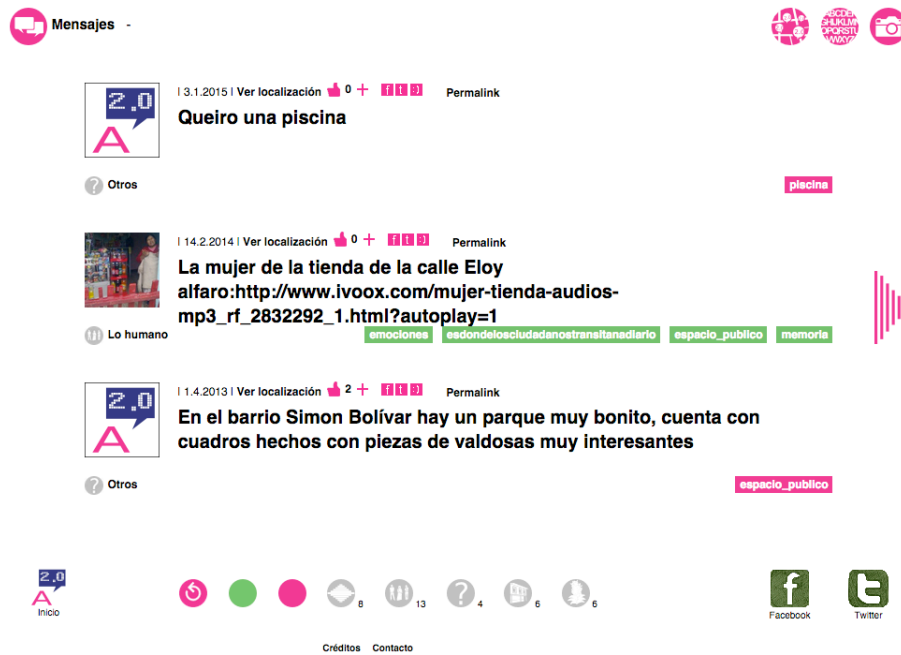 Mensajes -
ABCDEF
GHIJKLM
OPQRSTU
VWXYZ
2.0
A
| 3.1.2015 | Ver localización 0 + f t :) Permalink
Queiro una piscina
? Otros
piscina
| 14.2.2014 | Ver localización 0 + f t :) Permalink
La mujer de la tienda de la calle Eloy
alfaro:http://www.ivoox.com/mujer-tienda-audios-
mp3_rf_2832292_1.html?autoplay=1
Lo humano
emociones esdondelosciudadanostransitanadiario espacio_publico memoria
2.0
A
| 1.4.2013 | Ver localización 2 + f t :) Permalink
En el barrio Simon Bolívar hay un parque muy bonito, cuenta con
cuadros hechos con piezas de valdosas muy interesantes
? Otros
espacio_publico
2.0
A
Inicio
8 13 ? 4 6 6
f
Facebook
t
Twitter
Créditos Contacto